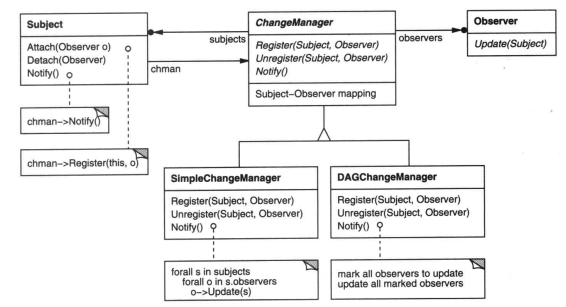 Subject
Attach(Observer o)
Detach(Observer)
Notify()
chman->Notify()
chman->Register(this, o)
subjects
chman
ChangeManager
Register(Subject, Observer)
Unregister(Subject, Observer)
Notify()
Subject–Observer mapping
observers
Observer
Update(Subject)
SimpleChangeManager
Register(Subject, Observer)
Unregister(Subject, Observer)
Notify()
forall s in subjects
forall o in s.observers
o->Update(s)
DAGChangeManager
Register(Subject, Observer)
Unregister(Subject, Observer)
Notify()
mark all observers to update
update all marked observers